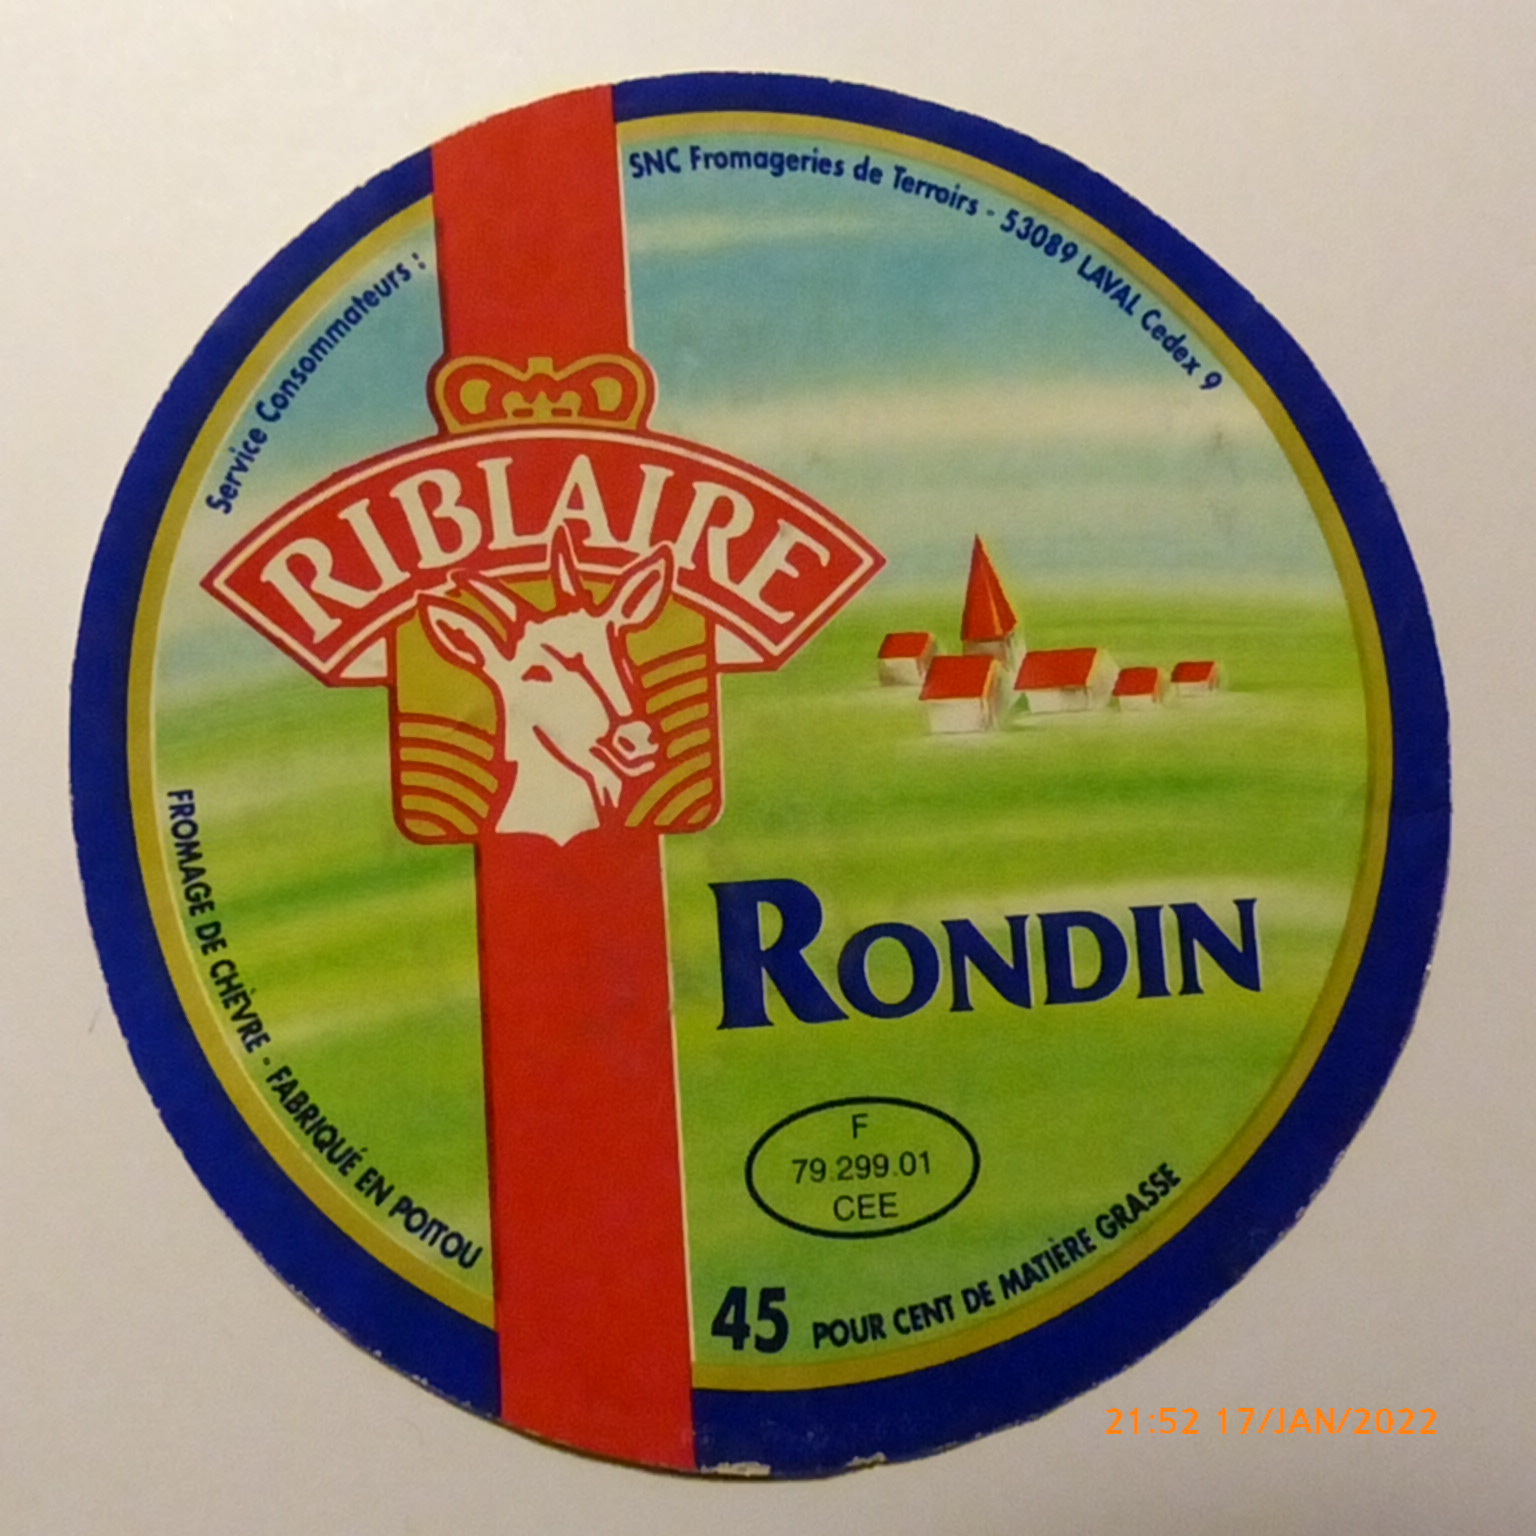 Service Consommateurs :
SNC Fromageries de Terroirs - 53089 LAVAL Cedex 9
RIBLAIRE
RONDIN
F
79.299.01
CEE
FROMAGE DE CHÈVRE - FABRIQUÉ EN POITOU
45 POUR CENT DE MATIÈRE GRASSE
21:52 17/JAN/2022